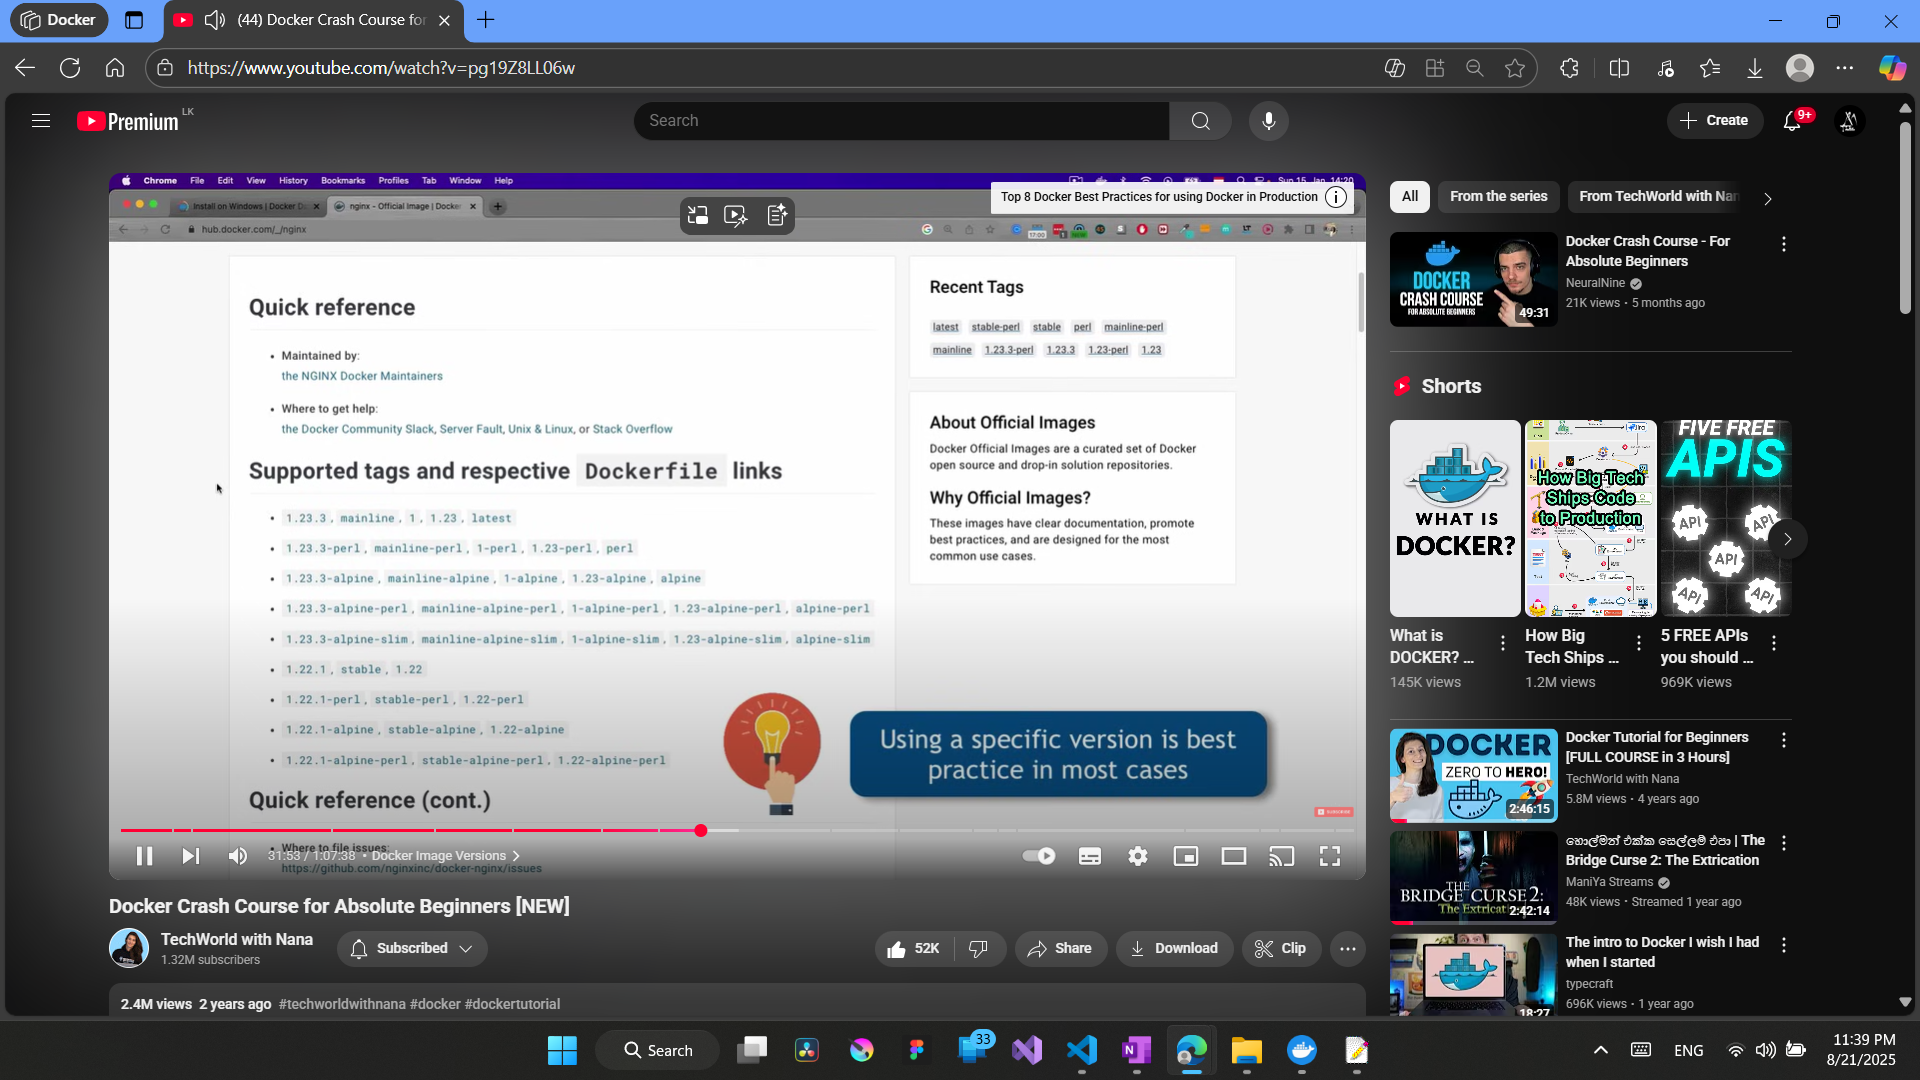 Docker
(44) Docker Crash Course for
https://www.youtube.com/watch?v=pg19Z8LL06w
Premium LK
Search
Create
9+
Chrome File Edit View History Bookmarks Profiles Tab Window Help
Sun 15. Jan 14:20
Install on Windows | Docker Do
nginx - Official Image | Docker
Top 8 Docker Best Practices for using Docker in Production
hub.docker.com/_/nginx
17:00
Quick reference
Maintained by:
the NGINX Docker Maintainers
Where to get help:
the Docker Community Slack, Server Fault, Unix & Linux, or Stack Overflow
Supported tags and respective Dockerfile links
1.23.3, mainline, 1, 1.23, latest
1.23.3-perl, mainline-perl, 1-perl, 1.23-perl, perl
1.23.3-alpine, mainline-alpine, 1-alpine, 1.23-alpine, alpine
1.23.3-alpine-perl, mainline-alpine-perl, 1-alpine-perl, 1.23-alpine-perl, alpine-perl
1.23.3-alpine-slim, mainline-alpine-slim, 1-alpine-slim, 1.23-alpine-slim, alpine-slim
1.22.1, stable, 1.22
1.22.1-perl, stable-perl, 1.22-perl
1.22.1-alpine, stable-alpine, 1.22-alpine
1.22.1-alpine-perl, stable-alpine-perl, 1.22-alpine-perl
Quick reference (cont.)
Where to file issues:
https://github.com/nginxinc/docker-nginx/issues
Recent Tags
latest stable-perl stable perl mainline-perl
mainline 1.23.3-perl 1.23.3 1.23-perl 1.23
About Official Images
Docker Official Images are a curated set of Docker
open source and drop-in solution repositories.
Why Official Images?
These images have clear documentation, promote
best practices, and are designed for the most
common use cases.
Using a specific version is best
practice in most cases
SUBSCRIBE
31:53 / 1:07:38 • Docker Image Versions
Docker Crash Course for Absolute Beginners [NEW]
TechWorld with Nana
1.32M subscribers
Subscribed
52K
Share
Download
Clip
2.4M views 2 years ago #techworldwithnana #docker #dockertutorial
All
From the series
From TechWorld with Nan
DOCKER
CRASH COURSE
FOR ABSOLUTE BEGINNERS
49:31
Docker Crash Course - For
Absolute Beginners
NeuralNine
21K views • 5 months ago
Shorts
WHAT IS
DOCKER?
How Big Tech
Ships Code
to Production
FIVE FREE
APIS
API
API
API
API
API
What is
DOCKER? ...
145K views
How Big
Tech Ships ...
1.2M views
5 FREE APIs
you should ...
969K views
DOCKER
ZERO TO HERO!
2:46:15
Docker Tutorial for Beginners
[FULL COURSE in 3 Hours]
TechWorld with Nana
5.8M views • 4 years ago
THE
BRIDGE CURSE 2:
The Extricat
2:42:14
හොල්මන් එක්ක සෙල්ලම් එපා | The
Bridge Curse 2: The Extrication
ManiYa Streams
48K views • Streamed 1 year ago
18:27
The intro to Docker I wish I had
when I started
typecraft
696K views • 1 year ago
Search
33
ENG
11:39 PM
8/21/2025